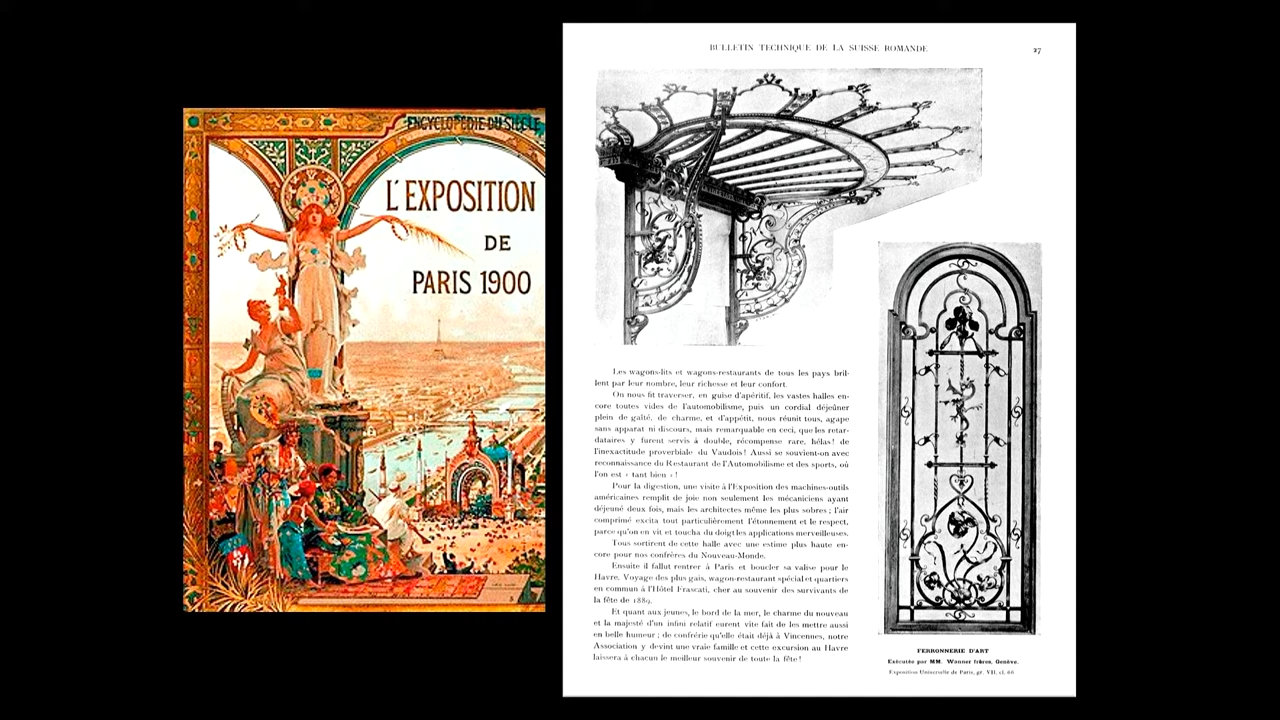 ENCYCLOPÉDIE DU SIÈCLE
L'EXPOSITION
DE
PARIS 1900
BULLETIN TECHNIQUE DE LA SUISSE ROMANDE
27
Les wagons-lits et wagons-restaurants de tous les pays bril-
lent par leur nombre, leur richesse et leur confort.
On nous fit traverser, en guise d'apéritif, les vastes halles en-
core toutes vides de l'automobilisme, puis un cordial déjeûner
plein de gaîté, de charme, et d'appétit, nous réunit tous, agape
sans apparat ni discours, mais remarquable en ceci, que les retar-
dataires y furent servis à double, récompense rare, hélas! de
l'inexactitude proverbiale du Vaudois! Aussi se souvient-on avec
reconnaissance du Restaurant de l'Automobilisme et des sports, où
l'on est « tant bien »!
Pour la digestion, une visite à l'Exposition des machines-outils
américaines remplit de joie non seulement les mécaniciens ayant
déjeuné deux fois, mais les architectes même les plus sobres; l'air
comprimé excita tout particulièrement l'étonnement et le respect,
parce qu'on en vit et toucha du doigt les applications merveilleuses.
Tous sortirent de cette halle avec une estime plus haute en-
core pour nos confrères du Nouveau-Monde.
Ensuite il fallut rentrer à Paris et boucler sa valise pour le
Havre. Voyage des plus gais, wagon-restaurant spécial et quartiers
en commun à l'Hôtel Frascati, cher au souvenir des survivants de
la fête de 1889.
Et quant aux jeunes, le bord de la mer, le charme du nouveau
et la majesté d'un infini relatif eurent vite fait de les mettre aussi
en belle humeur; de confrérie qu'elle était déjà à Vincennes, notre
Association y devint une vraie famille et cette excursion au Havre
laissera à chacun le meilleur souvenir de toute la fête!
FERRONNERIE D'ART
Exécutée par MM. Wanner frères, Genève.
Exposition Universelle de Paris, gr. VII, cl. 66